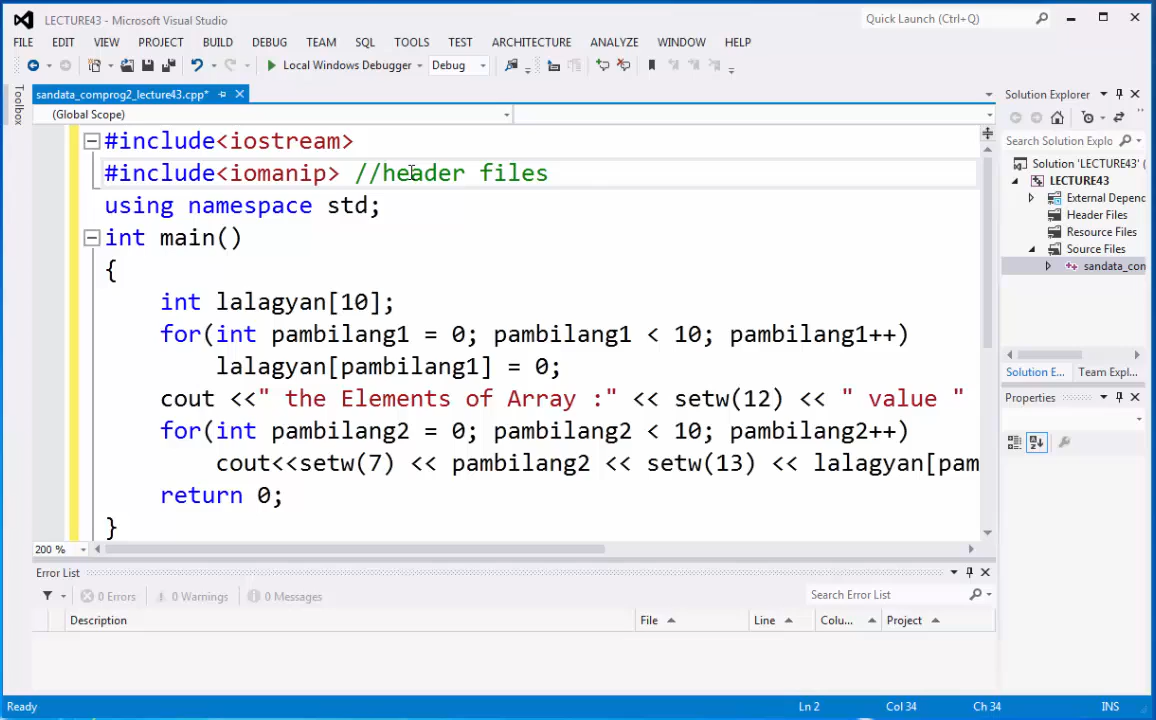 LECTURE43 - Microsoft Visual Studio
Quick Launch (Ctrl+Q)
FILE EDIT VIEW PROJECT BUILD DEBUG TEAM SQL TOOLS TEST ARCHITECTURE ANALYZE WINDOW HELP
Local Windows Debugger Debug
Toolbox
sandata_comprog2_lecture43.cpp*
(Global Scope)
#include<iostream>
#include<iomanip> //header files
using namespace std;
int main()
{
int lalagyan[10];
for(int pambilang1 = 0; pambilang1 < 10; pambilang1++)
lalagyan[pambilang1] = 0;
cout <<" the Elements of Array :" << setw(12) << " value "
for(int pambilang2 = 0; pambilang2 < 10; pambilang2++)
cout<<setw(7) << pambilang2 << setw(13) << lalagyan[pam
return 0;
}
200 %
Solution Explorer
Search Solution Explorer
Solution 'LECTURE43' (
LECTURE43
External Depenc
Header Files
Resource Files
Source Files
sandata_con
Solution E... Team Expl...
Properties
Error List
0 Errors 0 Warnings 0 Messages
Search Error List
Description File Line Colu... Project
Ready Ln 2 Col 34 Ch 34 INS